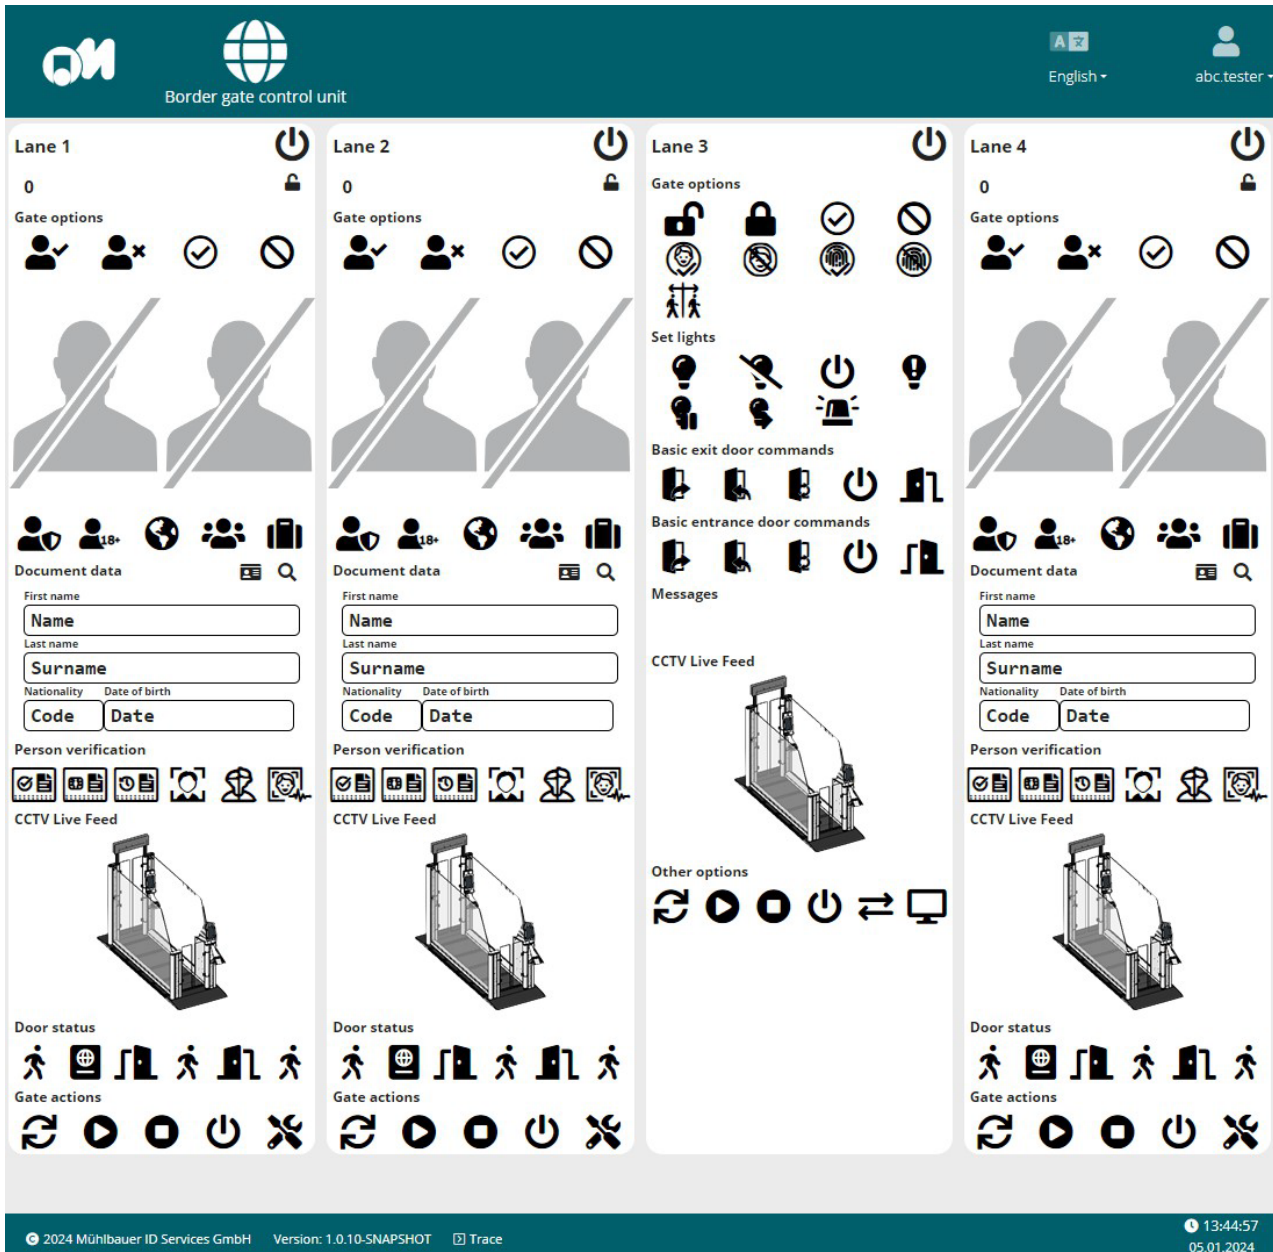 English
abc.tester
Border gate control unit
Lane 1
0
Gate options
18+
Document data
First name
Name
Last name
Surname
Nationality Date of birth
Code Date
Person verification
CCTV Live Feed
Door status
Gate actions
Lane 2
0
Gate options
18+
Document data
First name
Name
Last name
Surname
Nationality Date of birth
Code Date
Person verification
CCTV Live Feed
Door status
Gate actions
Lane 3
Gate options
Set lights
Basic exit door commands
Basic entrance door commands
Messages
CCTV Live Feed
Other options
Lane 4
0
Gate options
18+
Document data
First name
Name
Last name
Surname
Nationality Date of birth
Code Date
Person verification
CCTV Live Feed
Door status
Gate actions
© 2024 Mühlbauer ID Services GmbH Version: 1.0.10-SNAPSHOT Trace
13:44:57
05.01.2024